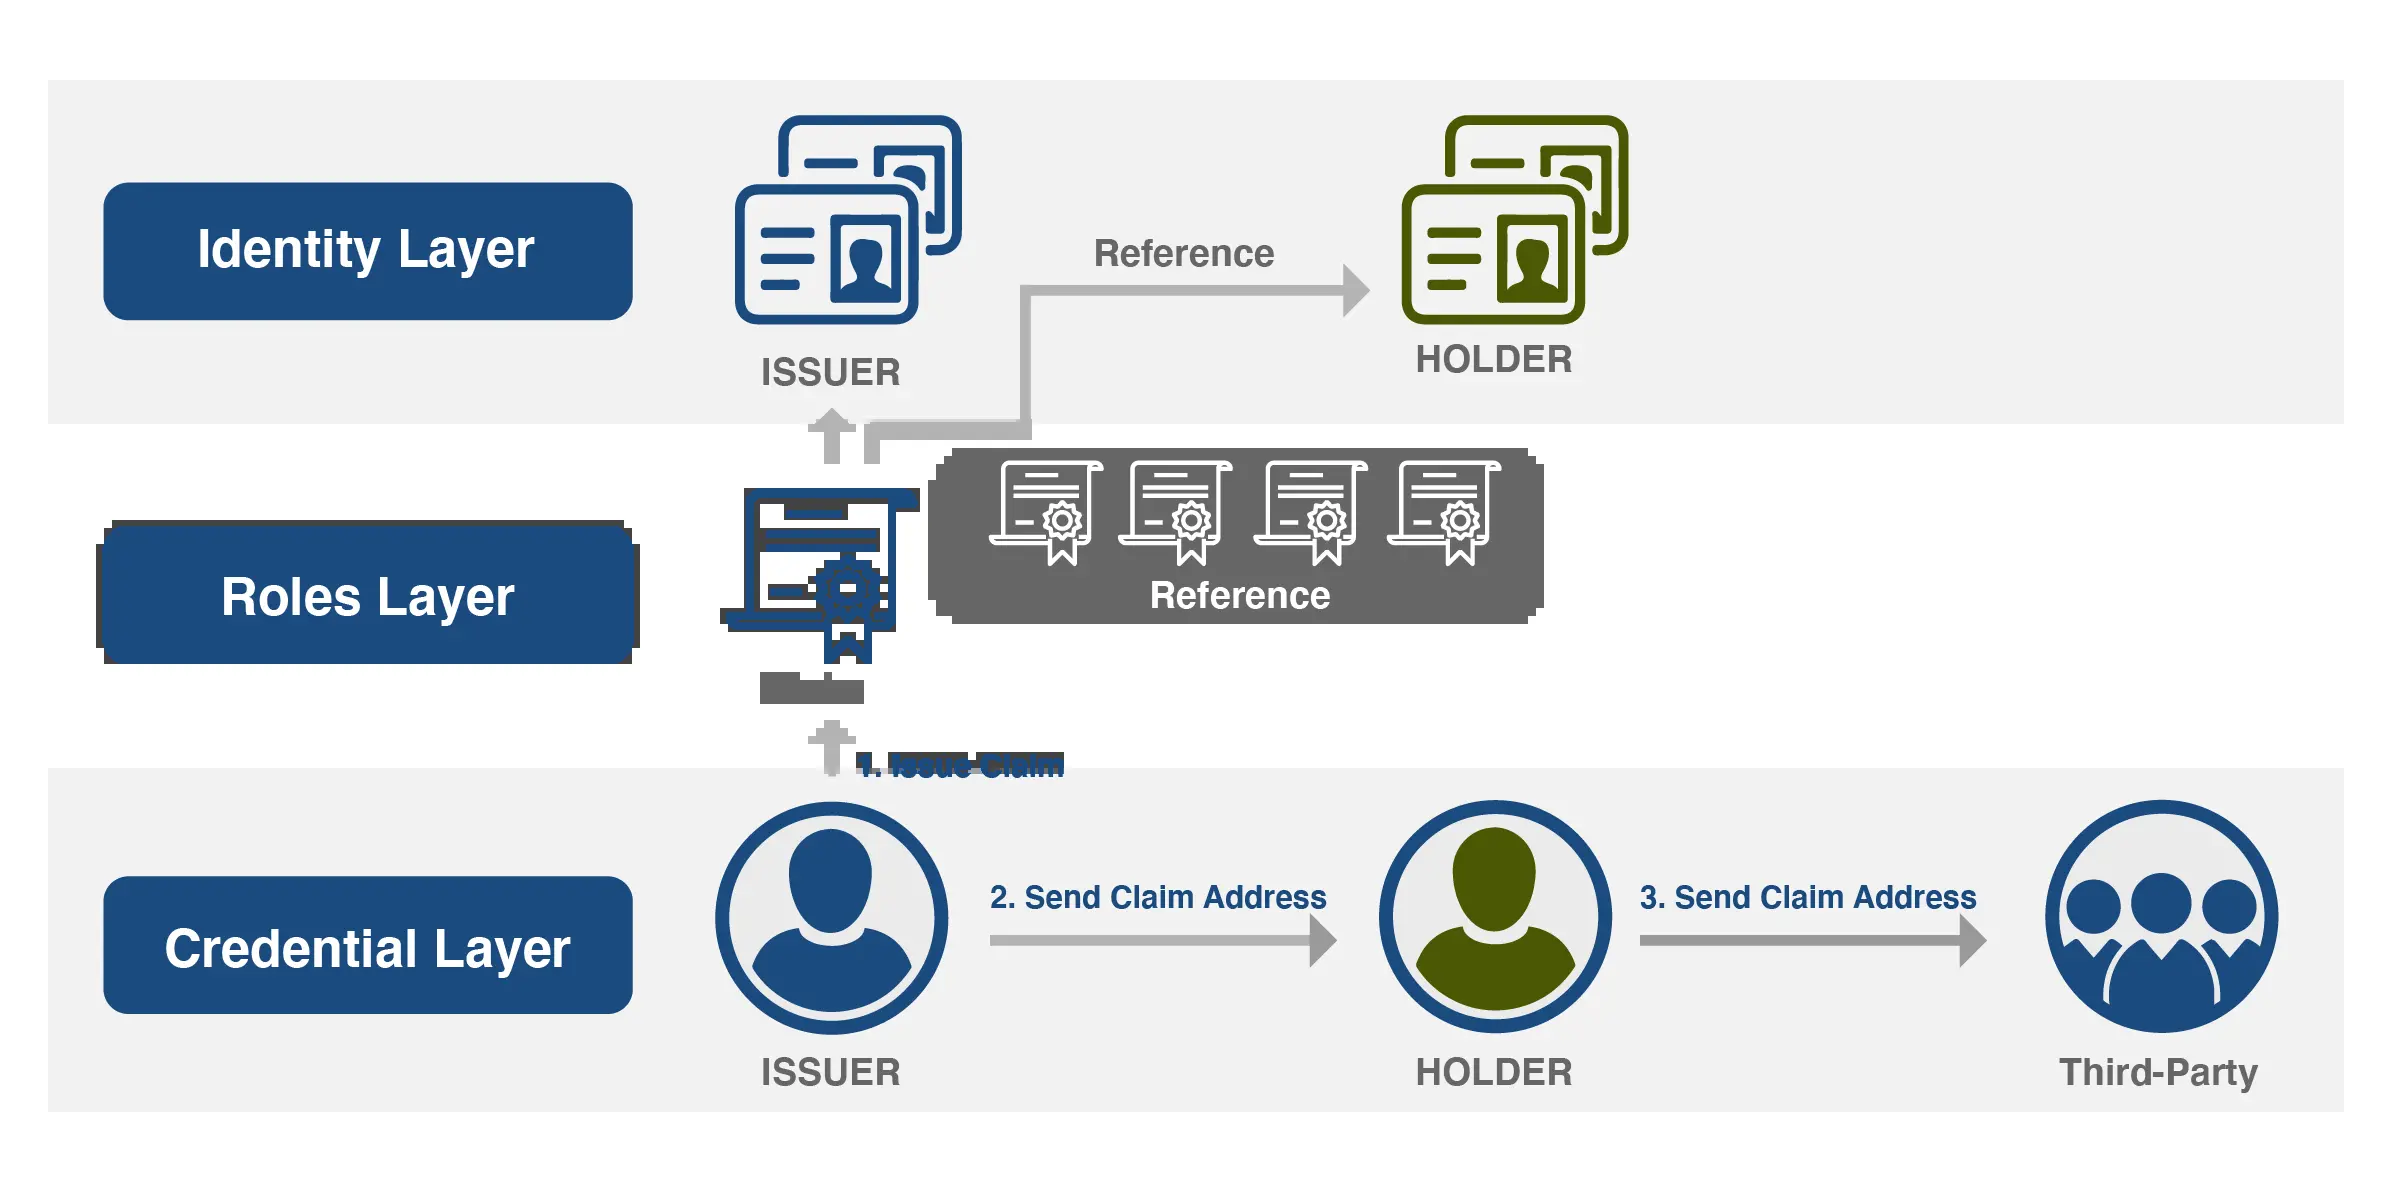 Identity Layer
ISSUER
Reference
HOLDER
Roles Layer
Reference
1. Issue Claim
Credential Layer
ISSUER
2. Send Claim Address
HOLDER
3. Send Claim Address
Third-Party